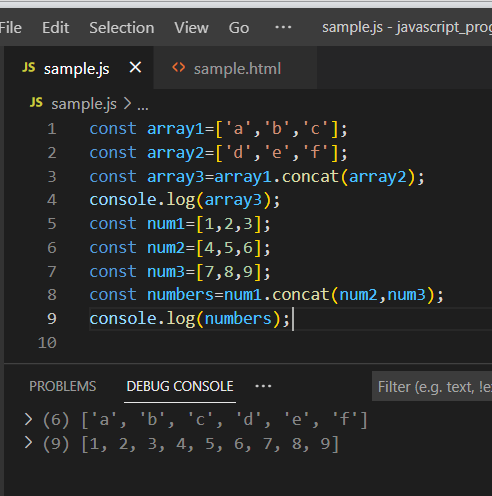 File Edit Selection View Go ··· sample.js - javascript_prog
JS sample.js × <> sample.html
JS sample.js > ...
1 const array1=['a','b','c'];
2 const array2=['d','e','f'];
3 const array3=array1.concat(array2);
4 console.log(array3);
5 const num1=[1,2,3];
6 const num2=[4,5,6];
7 const num3=[7,8,9];
8 const numbers=num1.concat(num2,num3);
9 console.log(numbers);
10
PROBLEMS DEBUG CONSOLE ··· Filter (e.g. text, !e
> (6) ['a', 'b', 'c', 'd', 'e', 'f']
> (9) [1, 2, 3, 4, 5, 6, 7, 8, 9]